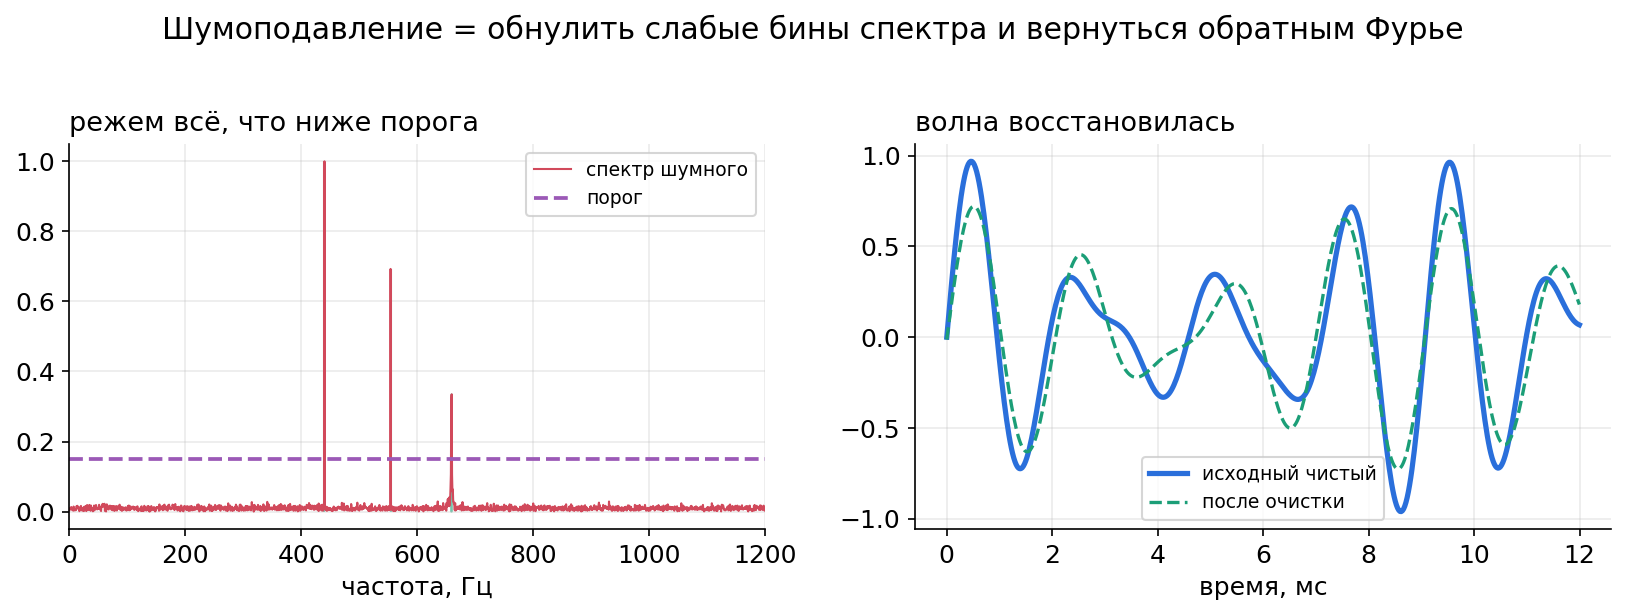 Шумоподавление = обнулить слабые бины спектра и вернуться обратным Фурье
режем всё, что ниже порога
1.0
0.8
0.6
0.4
0.2
0.0
спектр шумного
порог
0 200 400 600 800 1000 1200
частота, Гц
волна восстановилась
1.0
0.5
0.0
−0.5
−1.0
исходный чистый
после очистки
0 2 4 6 8 10 12
время, мс